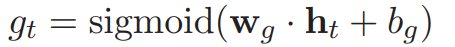 g_t = sigmoid(w_g · h_t + b_g)